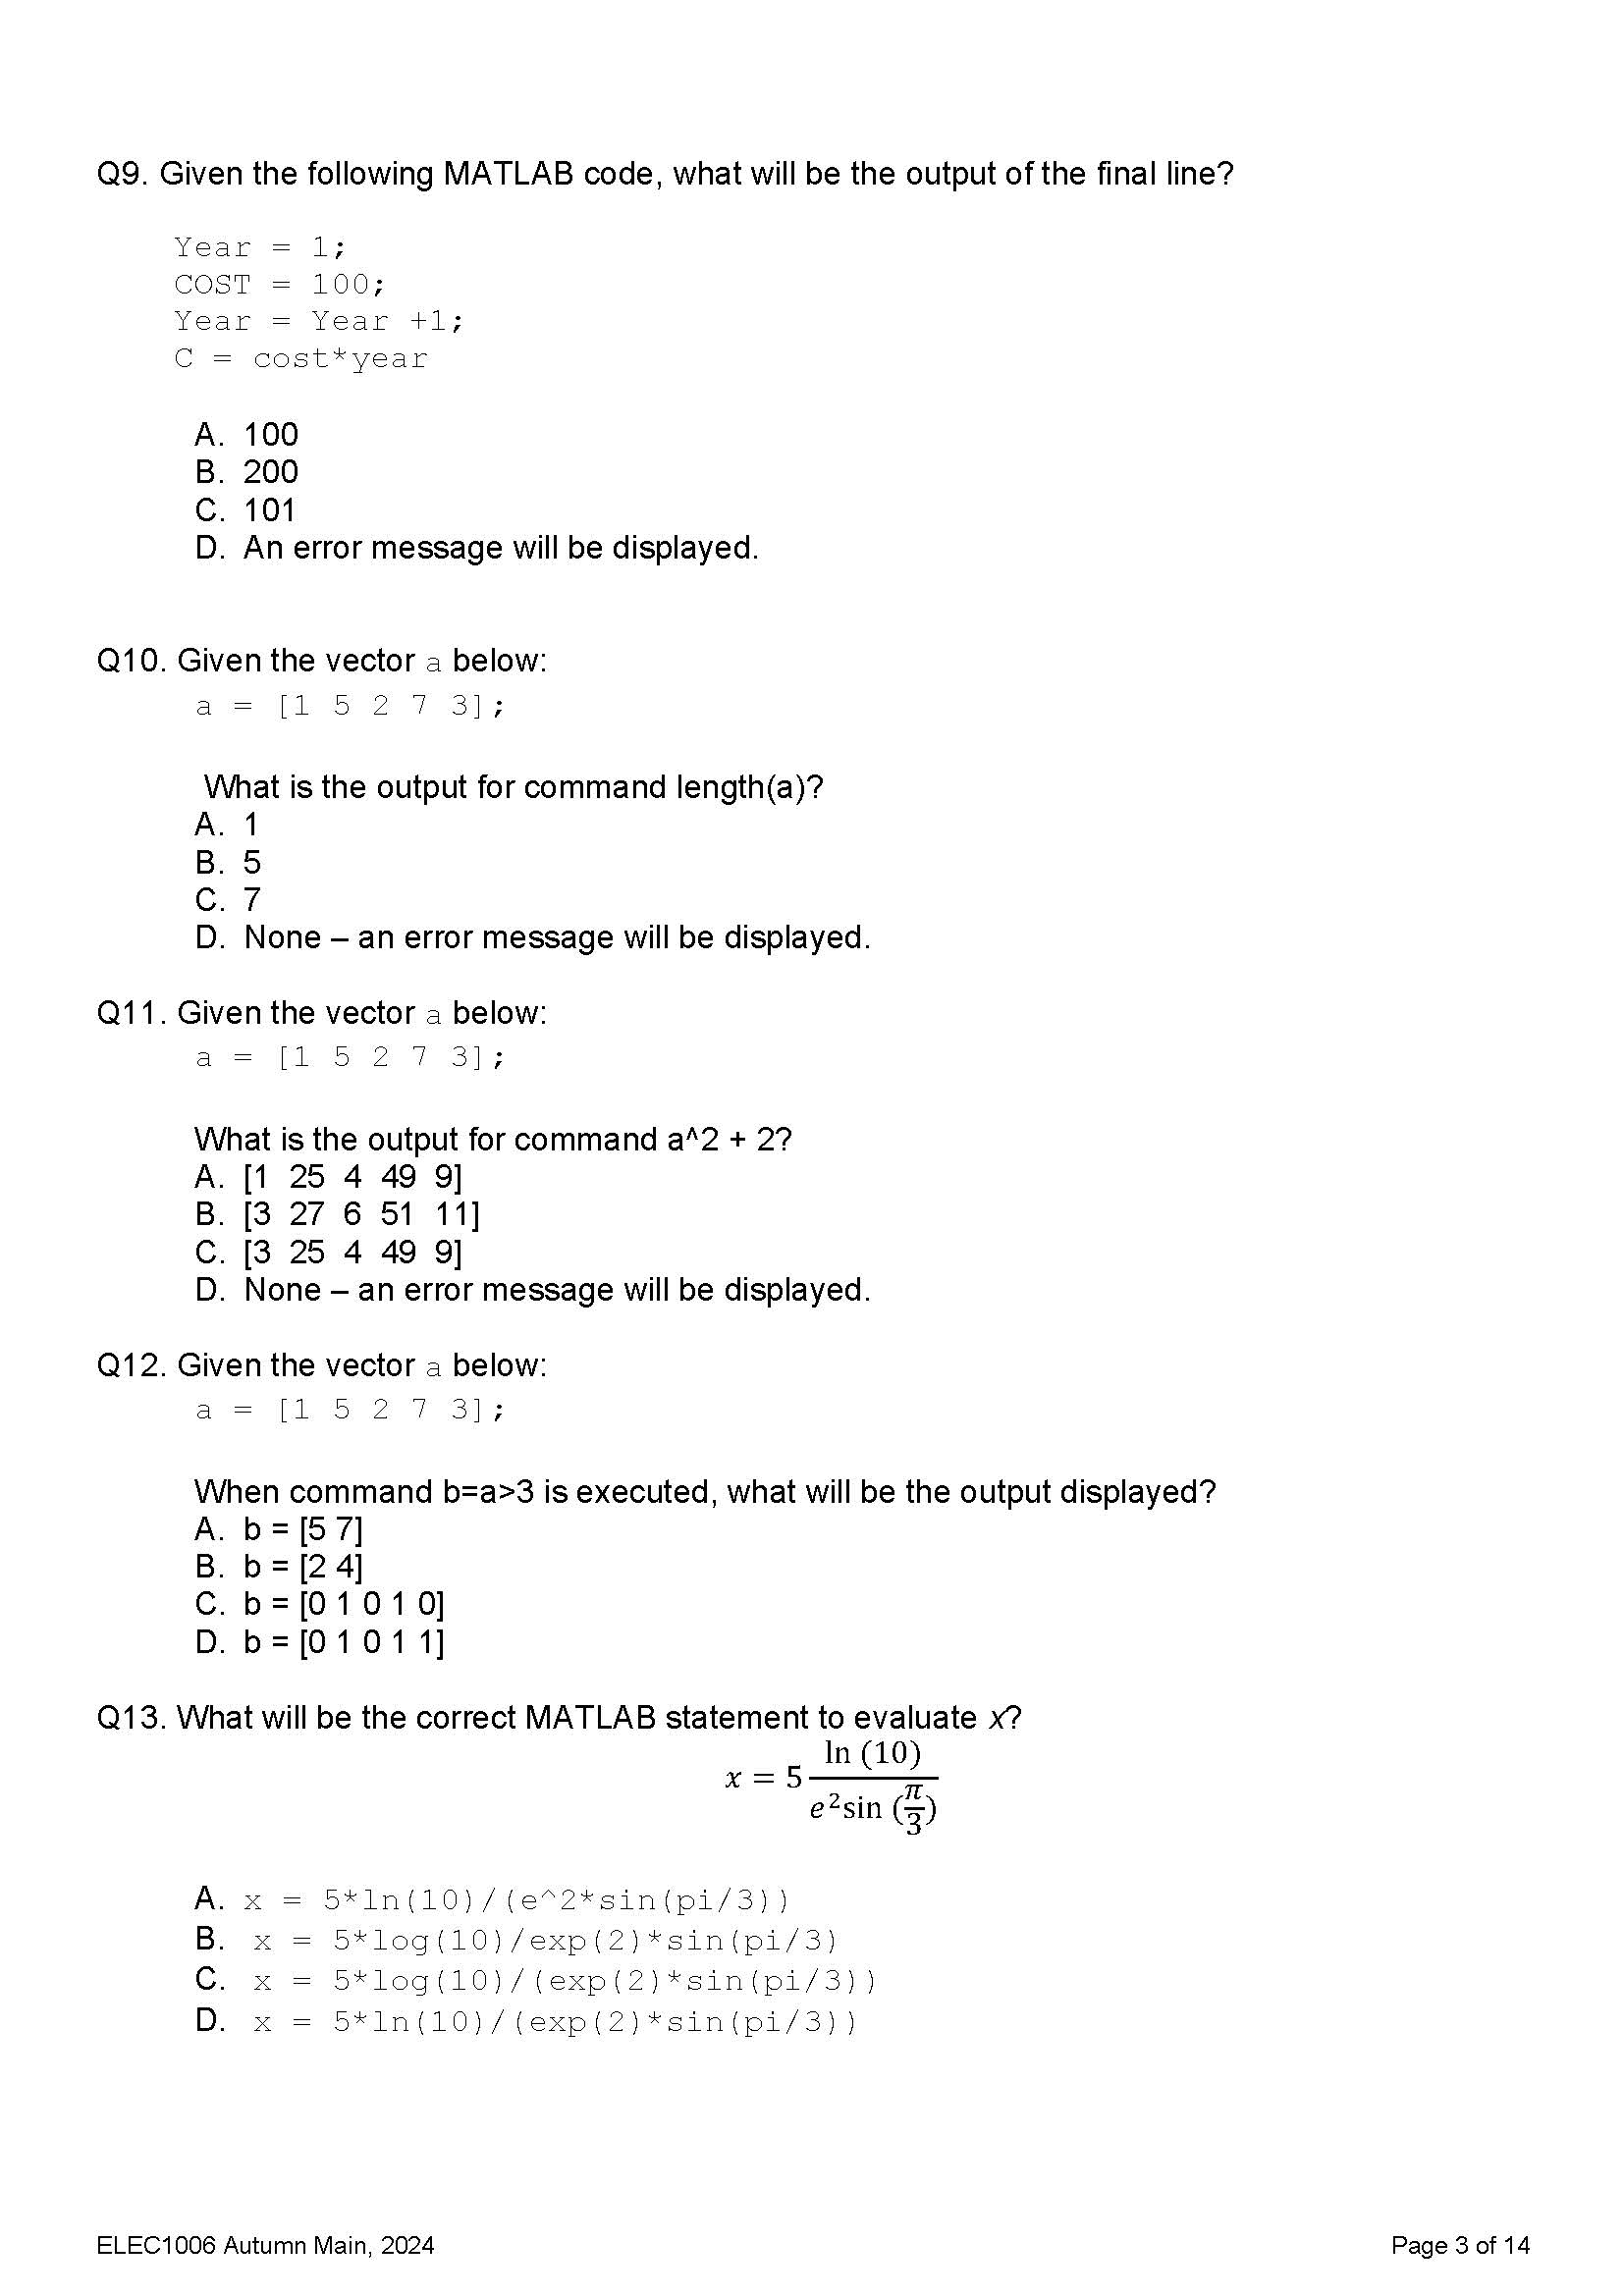 Q9. Given the following MATLAB code, what will be the output of the final line?
Year = 1;
COST = 100;
Year = Year +1;
C = cost*year
A. 100
B. 200
C. 101
D. An error message will be displayed.
Q10. Given the vector a below:
a = [1 5 2 7 3];
What is the output for command length(a)?
A. 1
B. 5
C. 7
D. None – an error message will be displayed.
Q11. Given the vector a below:
a = [1 5 2 7 3];
What is the output for command a^2 + 2?
A. [1 25 4 49 9]
B. [3 27 6 51 11]
C. [3 25 4 49 9]
D. None – an error message will be displayed.
Q12. Given the vector a below:
a = [1 5 2 7 3];
When command b=a>3 is executed, what will be the output displayed?
A. b = [5 7]
B. b = [2 4]
C. b = [0 1 0 1 0]
D. b = [0 1 0 1 1]
Q13. What will be the correct MATLAB statement to evaluate x?
x = 5 ln (10) / e² sin (π/3)
A. x = 5*ln(10)/(e^2*sin(pi/3))
B. x = 5*log(10)/exp(2)*sin(pi/3)
C. x = 5*log(10)/(exp(2)*sin(pi/3))
D. x = 5*ln(10)/(exp(2)*sin(pi/3))
ELEC1006 Autumn Main, 2024 Page 3 of 14